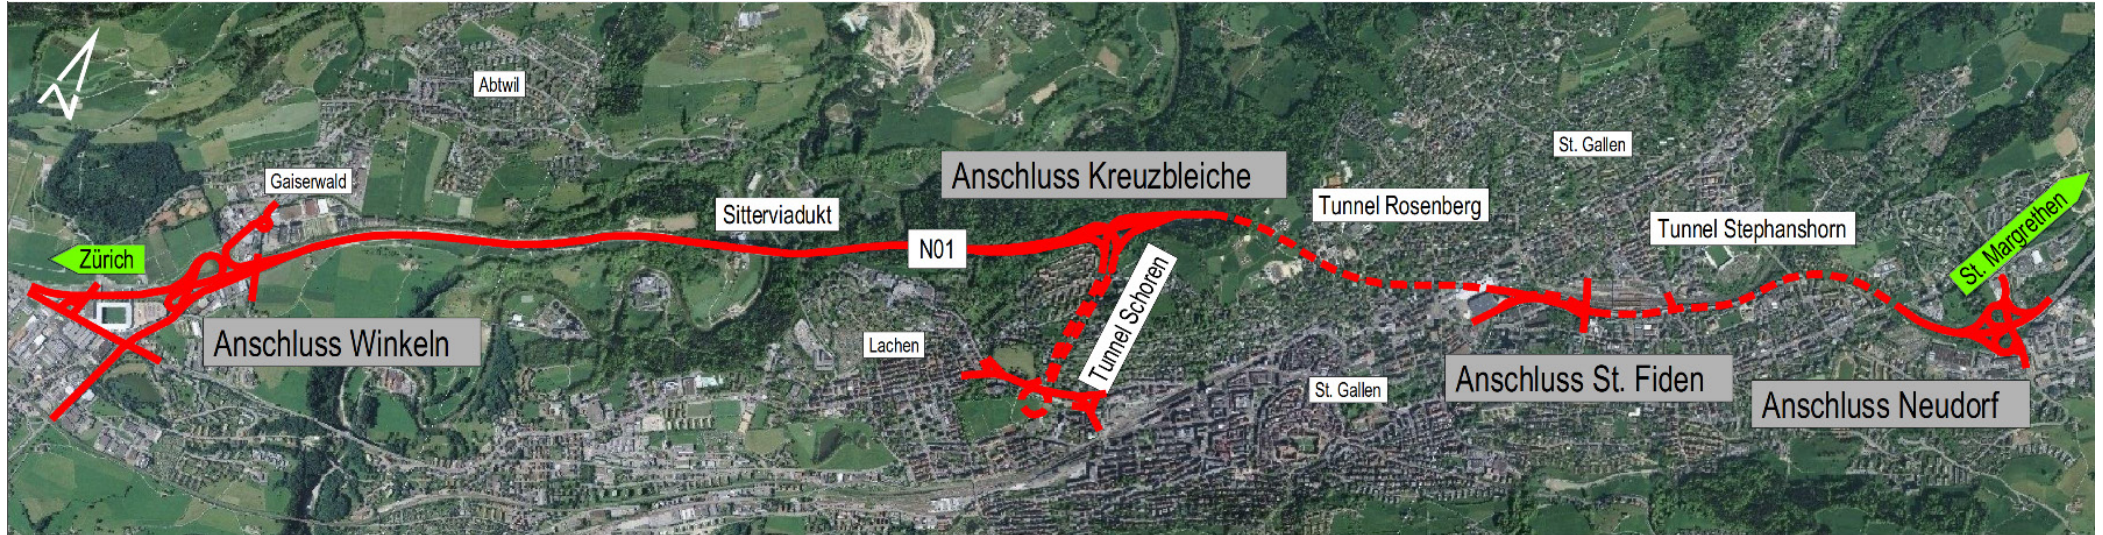 Abtwil
St. Gallen
Anschluss Kreuzbleiche
Gaiserwald
Tunnel Rosenberg
Sitterviadukt
Tunnel Stephanshorn
St. Margrethen
N01
Zürich
Tunnel Schoren
Anschluss Winkeln
Lachen
St. Gallen
Anschluss St. Fiden
Anschluss Neudorf
N